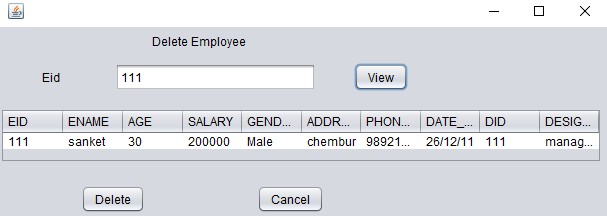 Delete Employee
Eid 111 View
EID ENAME AGE SALARY GEND... ADDR... PHON... DATE_... DID DESIG...
111 sanket 30 200000 Male chembur 98921... 26/12/11 111 manag...
Delete Cancel